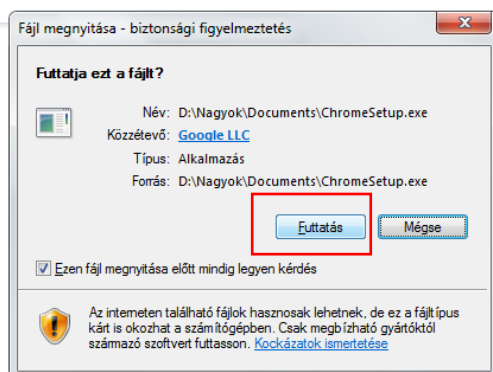 Fájl megnyitása - biztonsági figyelmeztetés
Futtatja ezt a fájlt?
Név: D:\Nagyok\Documents\ChromeSetup.exe
Közzétevő: Google LLC
Típus: Alkalmazás
Forrás: D:\Nagyok\Documents\ChromeSetup.exe
Futtatás Mégse
Ezen fájl megnyitása előtt mindig legyen kérdés
Az interneten található fájlok hasznosak lehetnek, de ez a fájltípus
kárt is okozhat a számítógépben. Csak megbízható gyártóktól
származó szoftvert futtasson. Kockázatok ismertetése